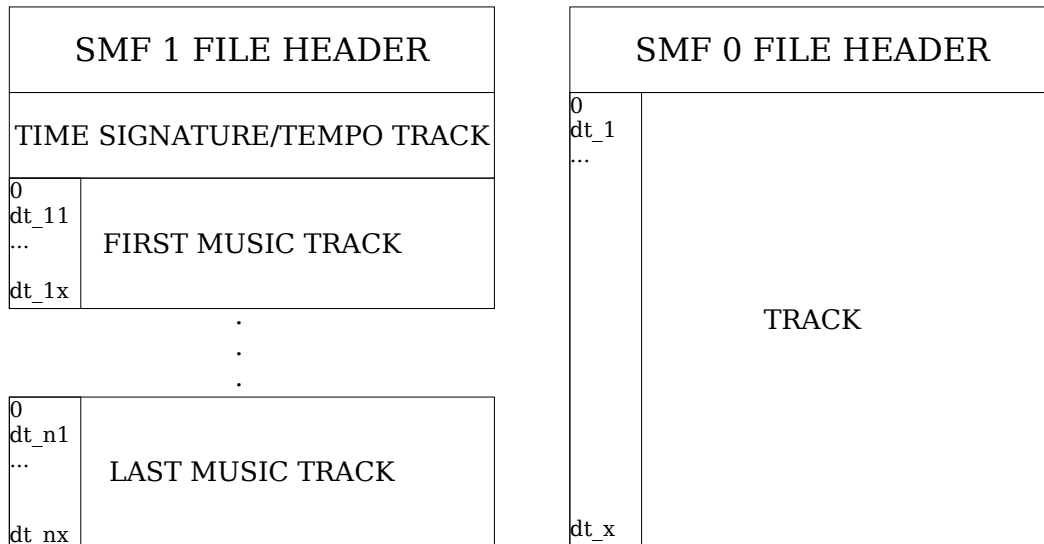 SMF 1 FILE HEADER
TIME SIGNATURE/TEMPO TRACK
0
dt_11
...
dt_1x
FIRST MUSIC TRACK
.
.
.
0
dt_n1
...
dt_nx
LAST MUSIC TRACK
SMF 0 FILE HEADER
0
dt_1
...
dt_x
TRACK